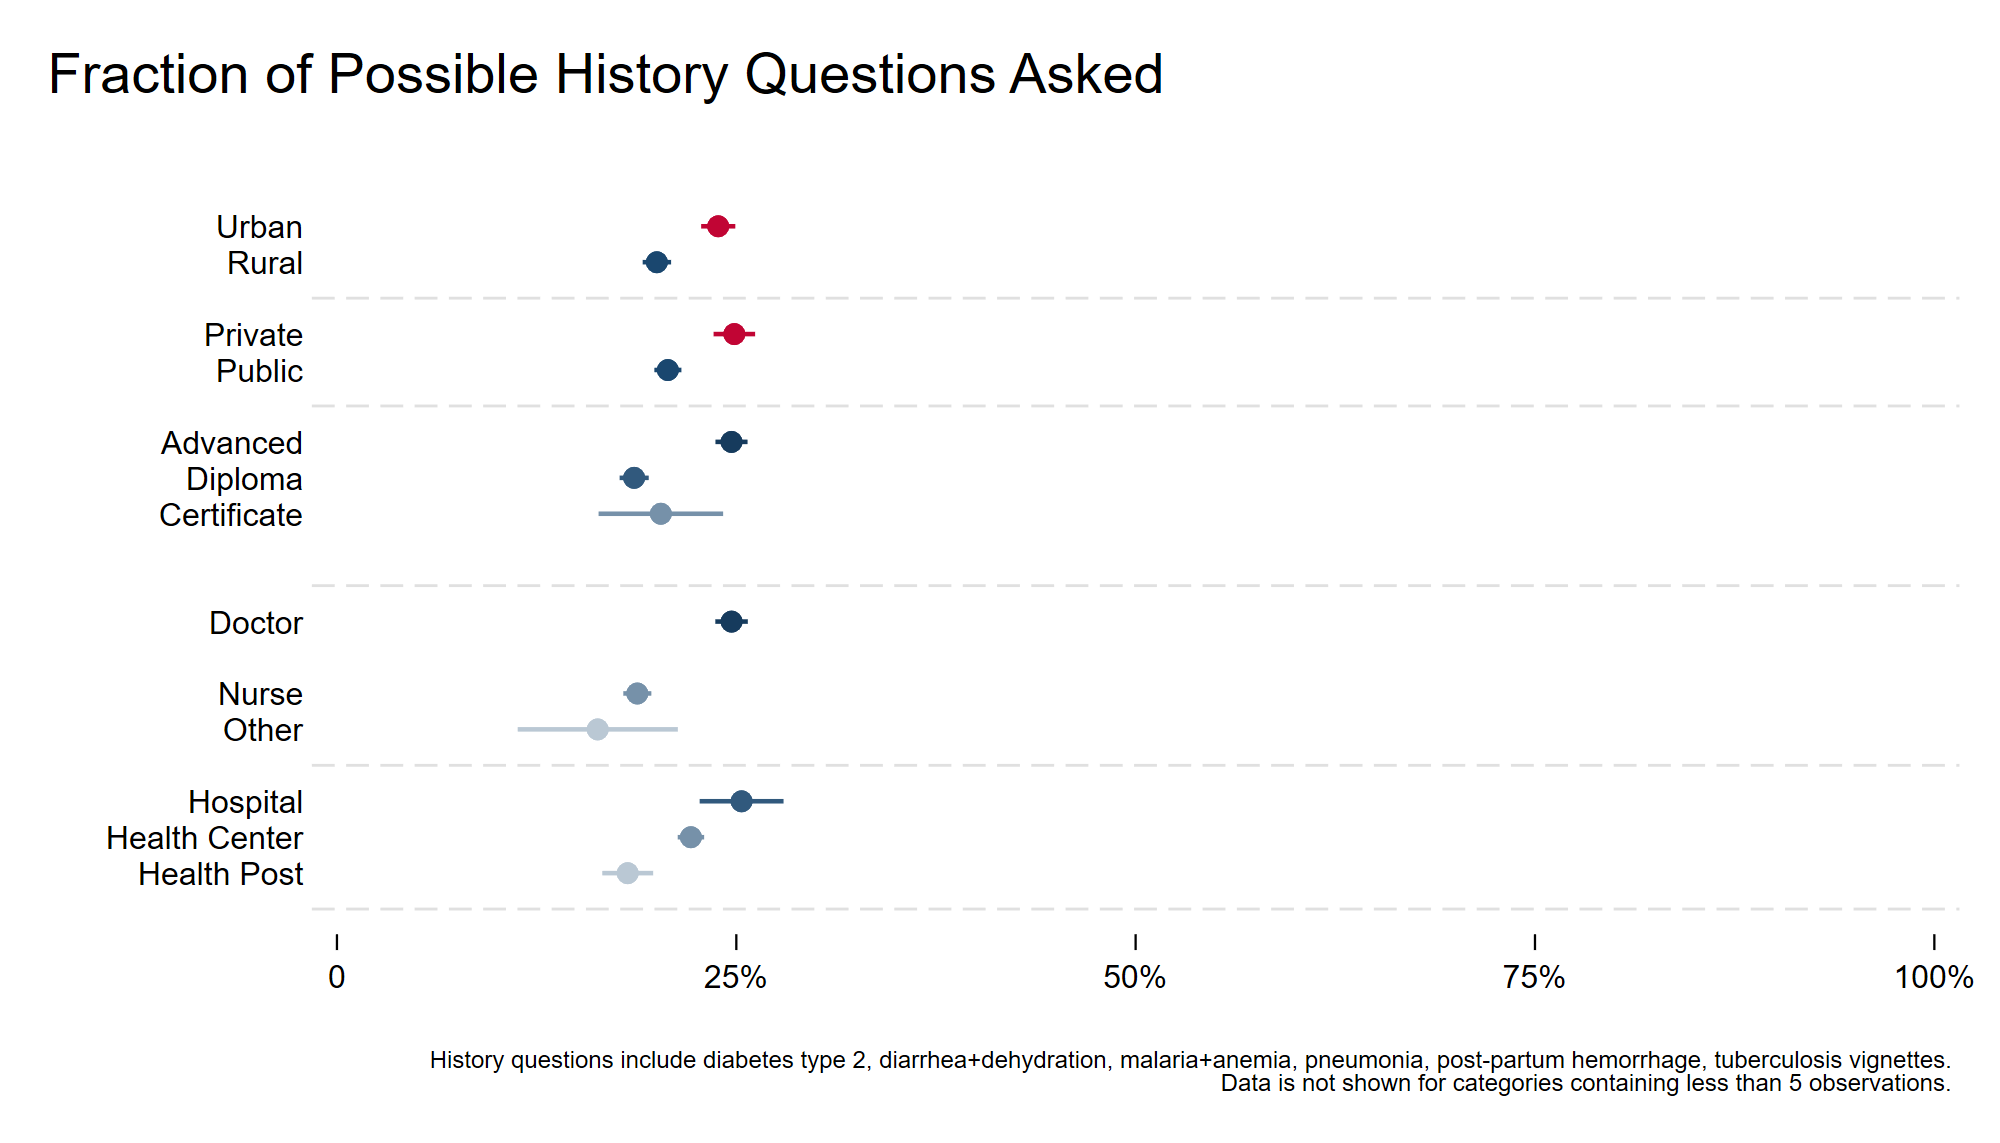 Fraction of Possible History Questions Asked
Urban
Rural
Private
Public
Advanced
Diploma
Certificate
Doctor
Nurse
Other
Hospital
Health Center
Health Post
0 25% 50% 75% 100%
History questions include diabetes type 2, diarrhea+dehydration, malaria+anemia, pneumonia, post-partum hemorrhage, tuberculosis vignettes.
Data is not shown for categories containing less than 5 observations.